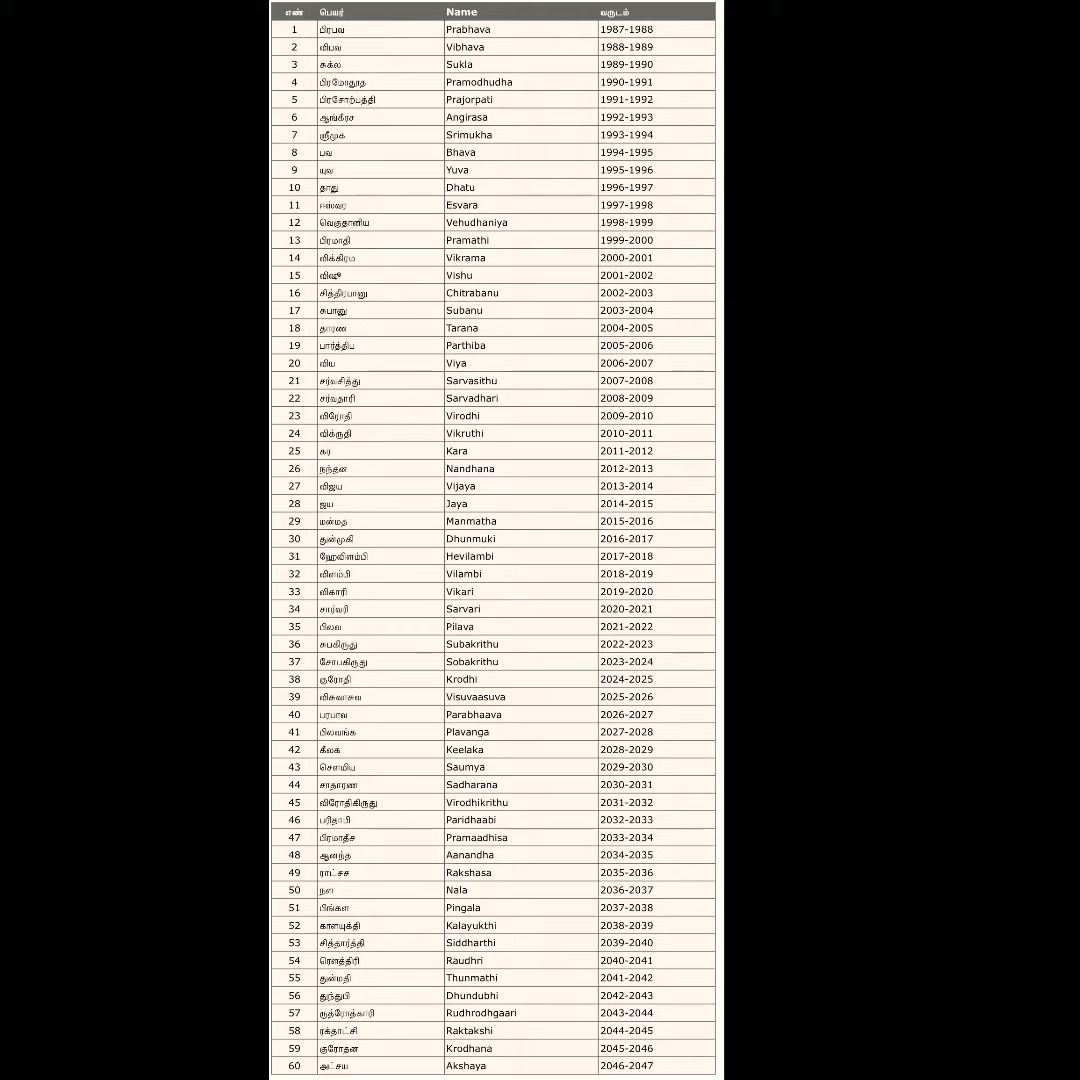 எண் பெயர் Name வருடம்
1 பிரபவ Prabhava 1987-1988
2 விபவ Vibhava 1988-1989
3 சுக்ல Sukla 1989-1990
4 பிரமோதூத Pramodhudha 1990-1991
5 பிரசோற்பத்தி Prajorpati 1991-1992
6 ஆங்கீரச Angirasa 1992-1993
7 ஸ்ரீமுக Srimukha 1993-1994
8 பவ Bhava 1994-1995
9 யுவ Yuva 1995-1996
10 தாது Dhatu 1996-1997
11 ஈஸ்வர Esvara 1997-1998
12 வெகுதானிய Vehudhaniya 1998-1999
13 பிரமாதி Pramathi 1999-2000
14 விக்கிரம Vikrama 2000-2001
15 விஷூ Vishu 2001-2002
16 சித்திரபானு Chitrabanu 2002-2003
17 சுபானு Subanu 2003-2004
18 தாரண Tarana 2004-2005
19 பார்த்திப Parthiba 2005-2006
20 விய Viya 2006-2007
21 சர்வசித்து Sarvasithu 2007-2008
22 சர்வதாரி Sarvadhari 2008-2009
23 விரோதி Virodhi 2009-2010
24 விக்ருதி Vikruthi 2010-2011
25 கர Kara 2011-2012
26 நந்தன Nandhana 2012-2013
27 விஜய Vijaya 2013-2014
28 ஜய Jaya 2014-2015
29 மன்மத Manmatha 2015-2016
30 துன்முகி Dhunmuki 2016-2017
31 ஹேவிளம்பி Hevilambi 2017-2018
32 விளம்பி Vilambi 2018-2019
33 விகாரி Vikari 2019-2020
34 சார்வரி Sarvari 2020-2021
35 பிலவ Pilava 2021-2022
36 சுபகிருது Subakrithu 2022-2023
37 சோபகிருது Sobakrithu 2023-2024
38 குரோதி Krodhi 2024-2025
39 விசுவாசுவ Visuvaasuva 2025-2026
40 பரபாவ Parabhaava 2026-2027
41 பிலவங்க Plavanga 2027-2028
42 கீலக Keelaka 2028-2029
43 சௌமிய Saumya 2029-2030
44 சாதாரண Sadharana 2030-2031
45 விரோதிகிருது Virodhikrithu 2031-2032
46 பரிதாபி Paridhaabi 2032-2033
47 பிரமாதீச Pramaadhisa 2033-2034
48 ஆனந்த Aanandha 2034-2035
49 ராட்சச Rakshasa 2035-2036
50 நள Nala 2036-2037
51 பிங்கள Pingala 2037-2038
52 காளயுக்தி Kalayukthi 2038-2039
53 சித்தார்த்தி Siddharthi 2039-2040
54 ரௌத்திரி Raudhri 2040-2041
55 துன்மதி Thunmathi 2041-2042
56 துந்துபி Dhundubhi 2042-2043
57 ருத்ரோத்காரி Rudhrodhgaari 2043-2044
58 ரக்தாட்சி Raktakshi 2044-2045
59 குரோதன Krodhana 2045-2046
60 அட்சய Akshaya 2046-2047